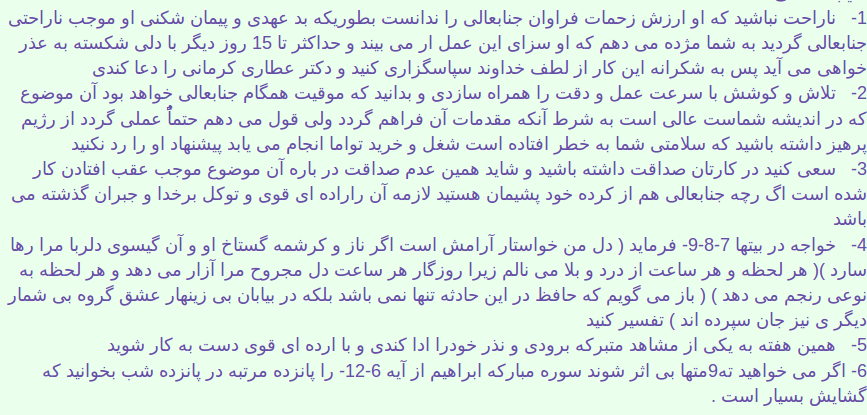 1- ناراحت نباشید که او ارزش زحمات فراوان جنابعالی را ندانست بطوریکه بد عهدی و پیمان شکنی او موجب ناراحتی
جنابعالی گردید به شما مژده می دهم که او سزای این عمل ار می بیند و حداکثر تا 15 روز دیگر با دلی شکسته به عذر
خواهی می آید پس به شکرانه این کار از لطف خداوند سپاسگزاری کنید و دکتر عطاری کرمانی را دعا کندی
2- تلاش و کوشش با سرعت عمل و دقت را همراه سازدی و بدانید که موقیت همگام جنابعالی خواهد بود آن موضوع
که در اندیشه شماست عالی است به شرط آنکه مقدمات آن فراهم گردد ولی قول می دهم حتماً عملی گردد از رژیم
پرهیز داشته باشید که سلامتی شما به خطر افتاده است شغل و خرید تواما انجام می یابد پیشنهاد او را رد نکنید
3- سعی کنید در کارتان صداقت داشته باشید و شاید همین عدم صداقت در باره آن موضوع موجب عقب افتادن کار
شده است اگ رچه جنابعالی هم از کرده خود پشیمان هستید لازمه آن راراده ای قوی و توکل برخدا و جبران گذشته می
باشد
4- خواجه در بیتها 7-8-9- فرماید ( دل من خواستار آرامش است اگر ناز و کرشمه گستاخ او و آن گیسوی دلربا مرا رها
سارد )( هر لحظه و هر ساعت از درد و بلا می نالم زیرا روزگار هر ساعت دل مجروح مرا آزار می دهد و هر لحظه به
نوعی رنجم می دهد ) ( باز می گویم که حافظ در این حادثه تنها نمی باشد بلکه در بیابان بی زینهار عشق گروه بی شمار
دیگر ی نیز جان سپرده اند ) تفسیر کنید
5- همین هفته به یکی از مشاهد متبرکه برودی و نذر خودرا ادا کندی و با ارده ای قوی دست به کار شوید
6- اگر می خواهید ته9متها بی اثر شوند سوره مبارکه ابراهیم از آیه 6-12- را پانزده مرتبه در پانزده شب بخوانید که
گشایش بسیار است .